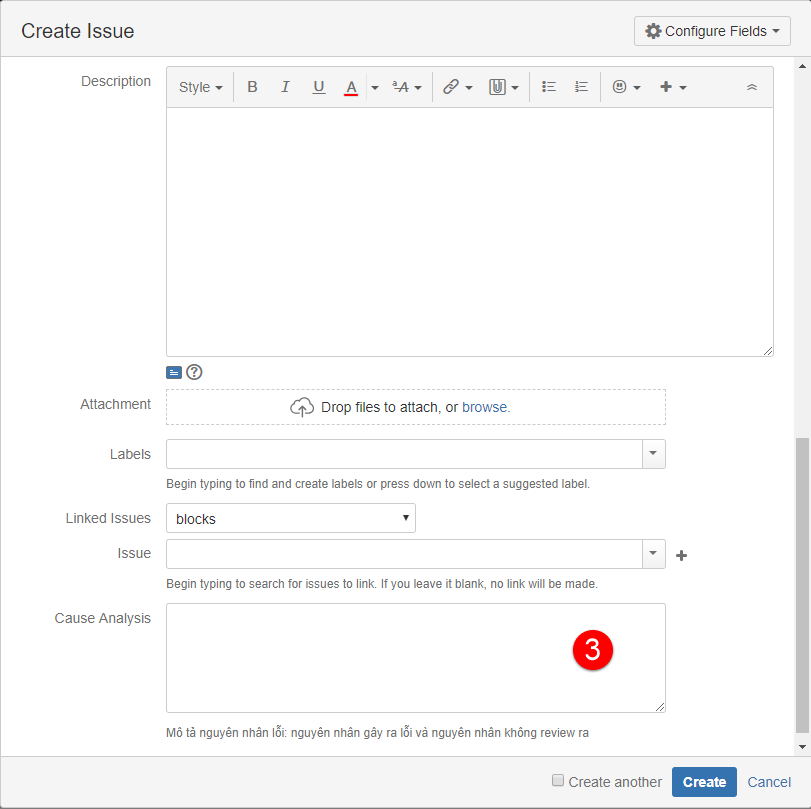 Create Issue
Configure Fields
Description
Style B I U A ᵃA
Attachment
Drop files to attach, or browse.
Labels
Begin typing to find and create labels or press down to select a suggested label.
Linked Issues
blocks
Issue
Begin typing to search for issues to link. If you leave it blank, no link will be made.
Cause Analysis
3
Mô tả nguyên nhân lỗi: nguyên nhân gây ra lỗi và nguyên nhân không review ra
Create another Create Cancel